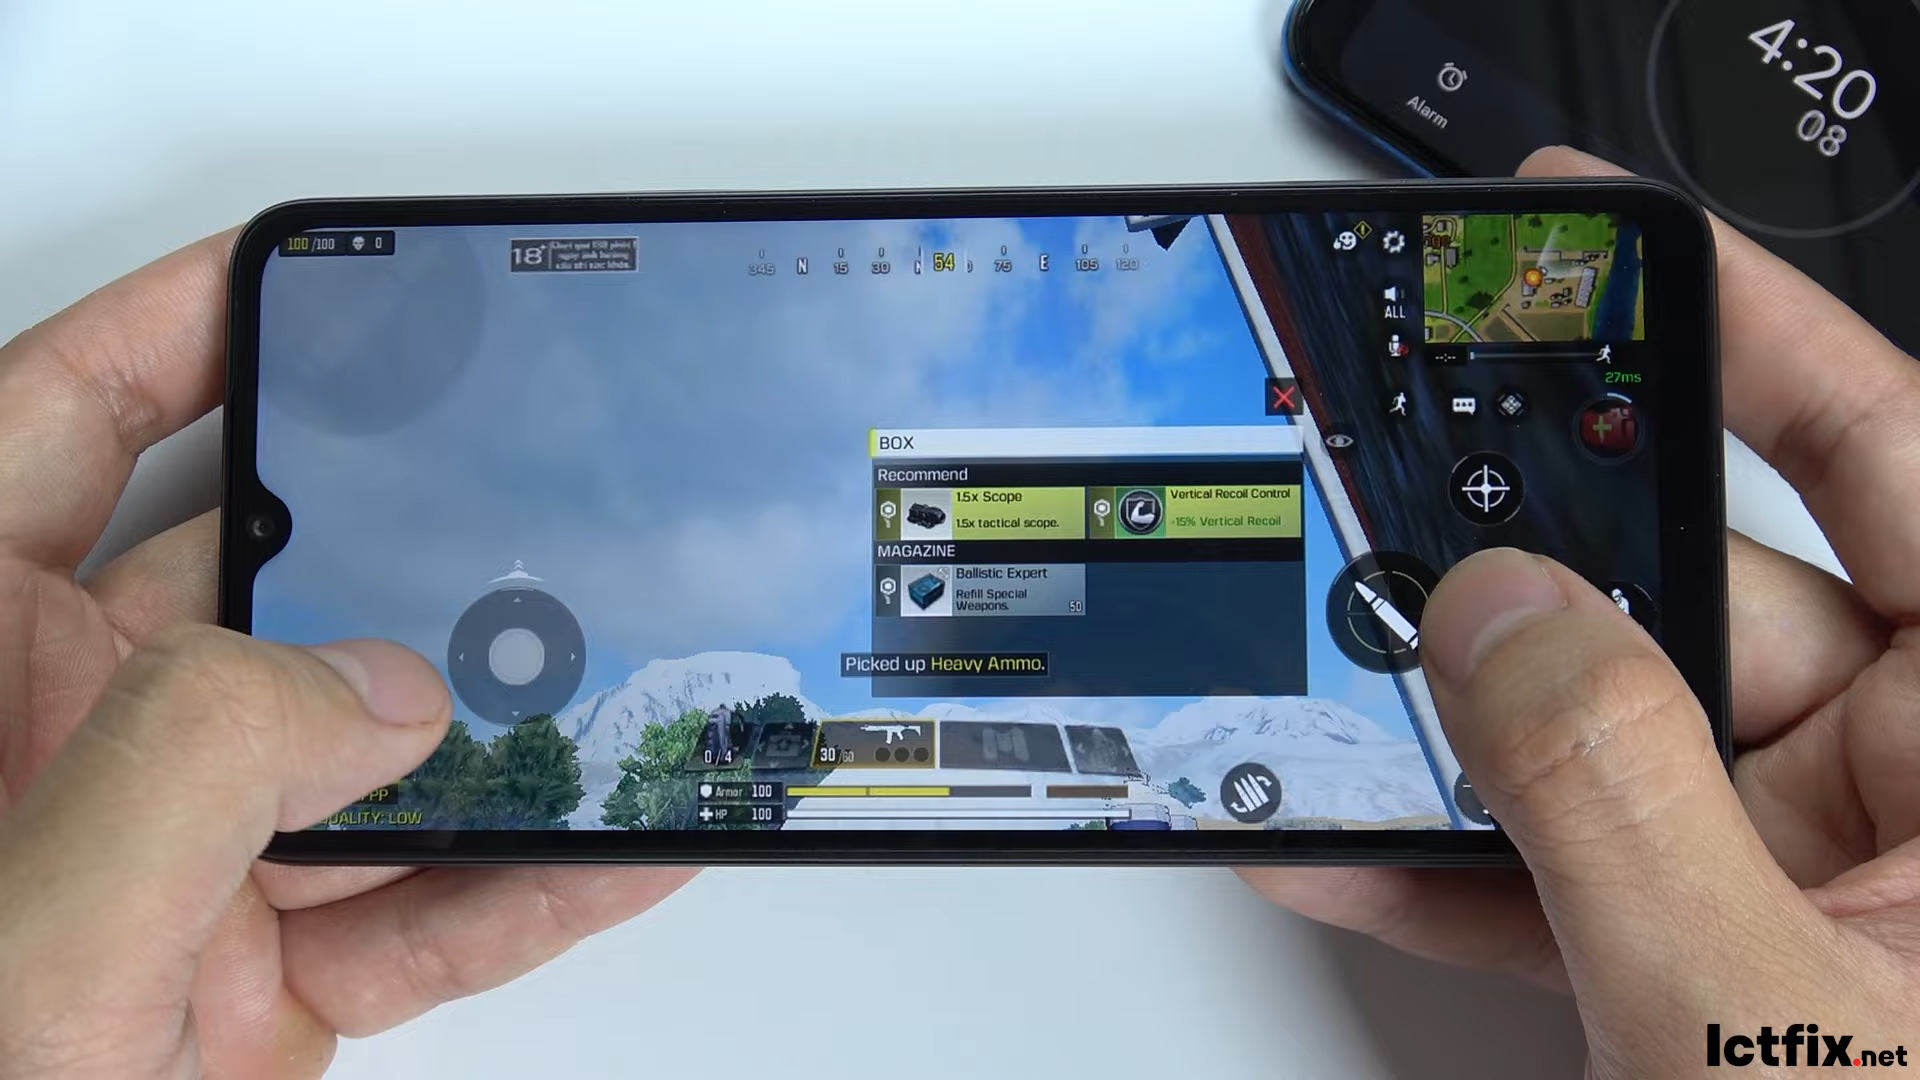 4:20
08
Alarm
100/100 0
18+
345 N 15 30 54 75 E 105 120
ALL
27ms
BOX
Recommend
1.5x Scope
1.5x tactical scope.
Vertical Recoil Control
-15% Vertical Recoil
MAGAZINE
Ballistic Expert
Refill Special
Weapons.
50
Picked up Heavy Ammo.
0/4
30/60
Armor 100
HP 100
FPP
QUALITY: LOW
Ictfix.net